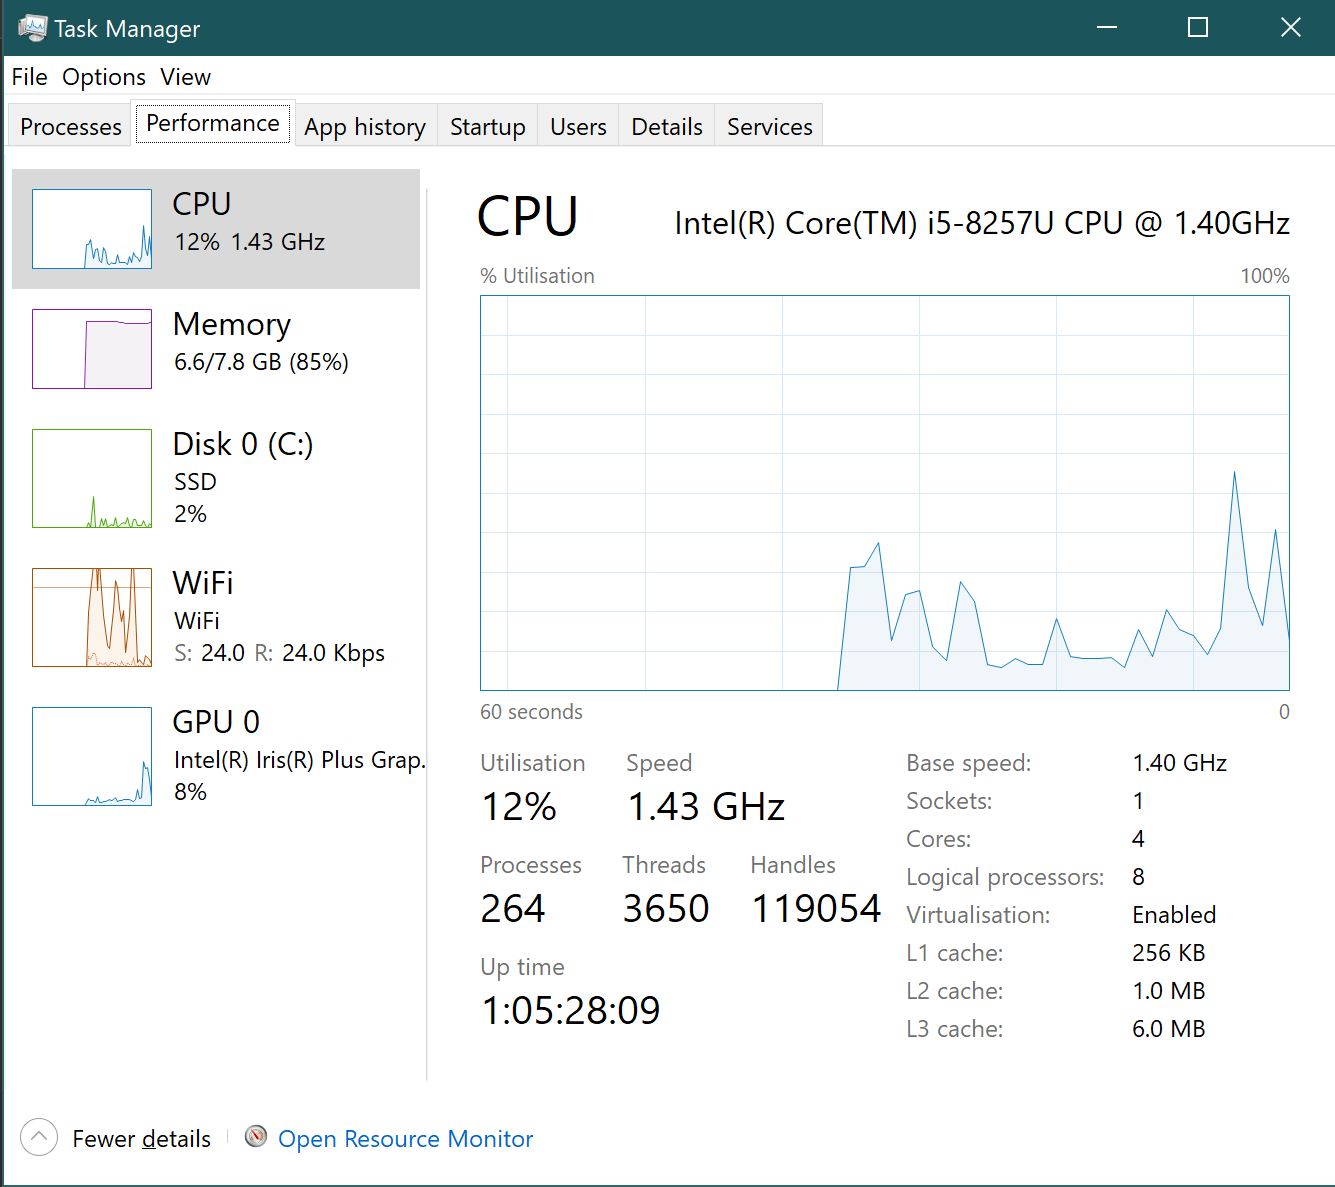 Task Manager
File Options View
Processes Performance App history Startup Users Details Services
CPU
12% 1.43 GHz
Memory
6.6/7.8 GB (85%)
Disk 0 (C:)
SSD
2%
WiFi
WiFi
S: 24.0 R: 24.0 Kbps
GPU 0
Intel(R) Iris(R) Plus Grap.
8%
CPU Intel(R) Core(TM) i5-8257U CPU @ 1.40GHz
% Utilisation 100%
60 seconds 0
Utilisation Speed
12% 1.43 GHz
Processes Threads Handles
264 3650 119054
Up time
1:05:28:09
Base speed: 1.40 GHz
Sockets: 1
Cores: 4
Logical processors: 8
Virtualisation: Enabled
L1 cache: 256 KB
L2 cache: 1.0 MB
L3 cache: 6.0 MB
Fewer details Open Resource Monitor